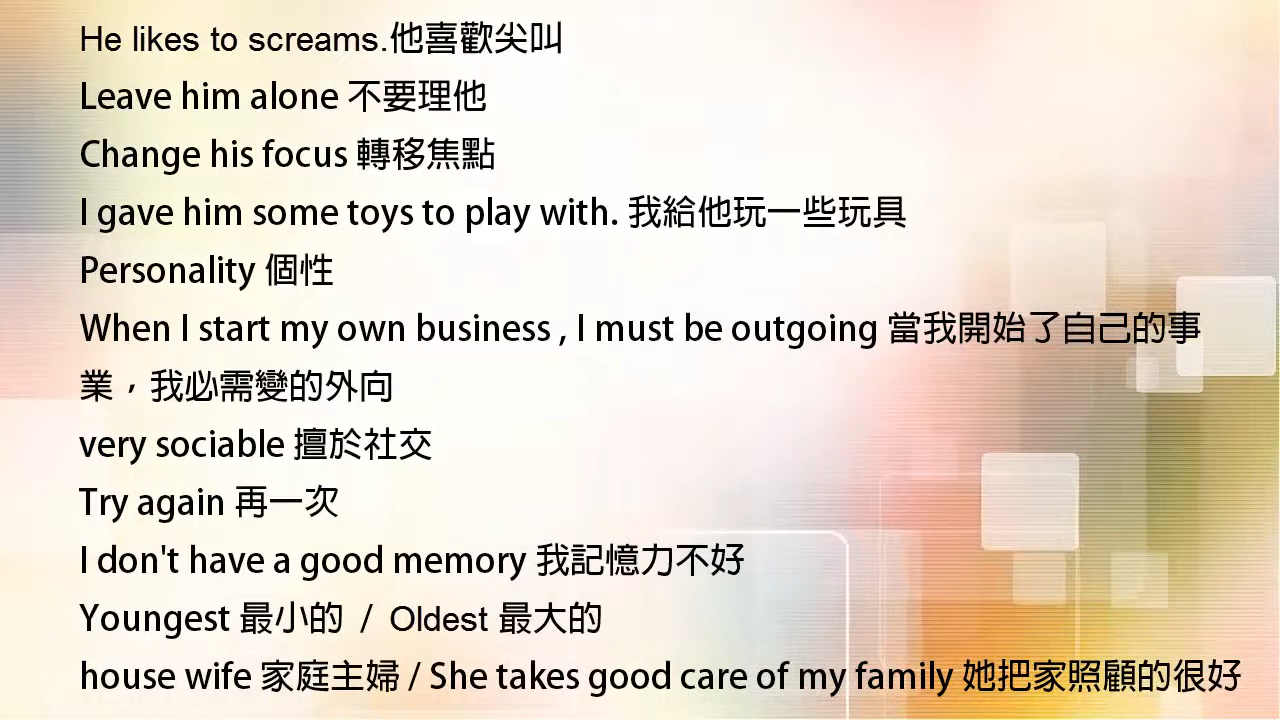 He likes to screams.他喜歡尖叫
Leave him alone 不要理他
Change his focus 轉移焦點
I gave him some toys to play with. 我給他玩一些玩具
Personality 個性
When I start my own business , I must be outgoing 當我開始了自己的事
業，我必需變的外向
very sociable 擅於社交
Try again 再一次
I don't have a good memory 我記憶力不好
Youngest 最小的 / Oldest 最大的
house wife 家庭主婦 / She takes good care of my family 她把家照顧的很好